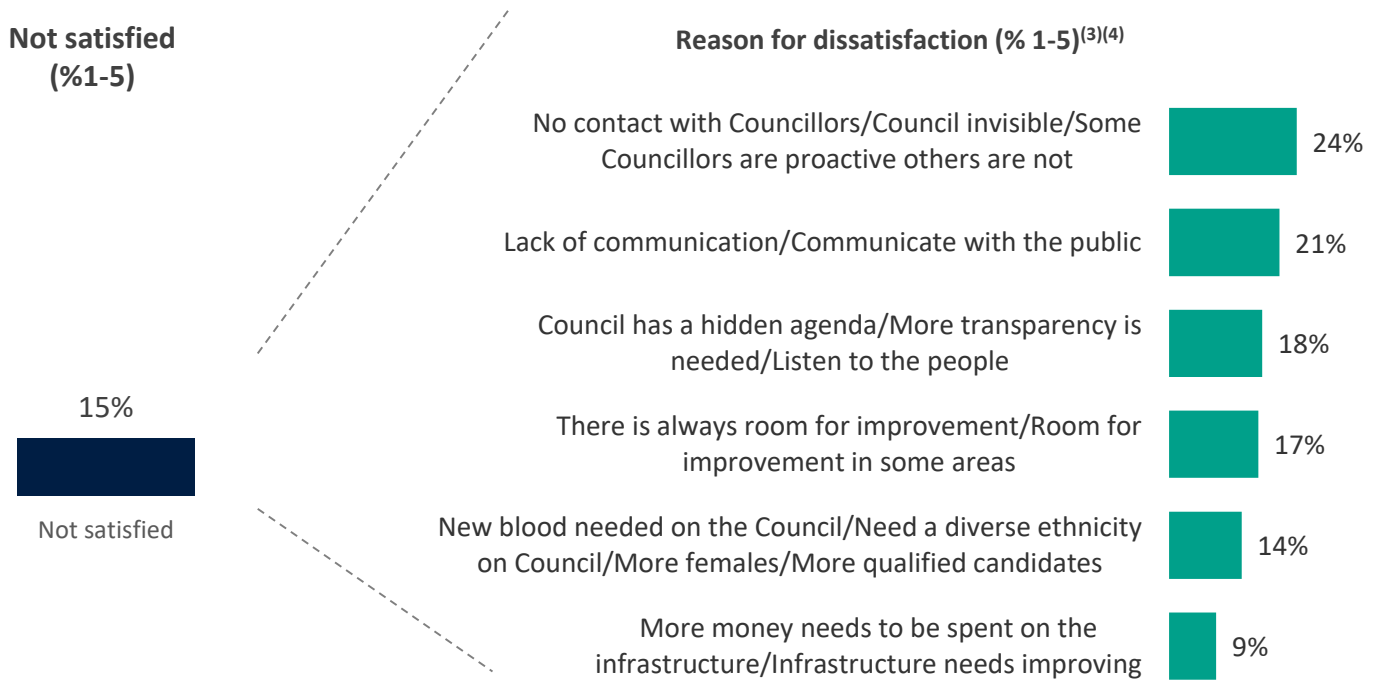 Not satisfied
(%1-5)
15%
Not satisfied
Reason for dissatisfaction (% 1-5)(3)(4)
No contact with Councillors/Council invisible/Some
Councillors are proactive others are not
24%
Lack of communication/Communicate with the public
21%
Council has a hidden agenda/More transparency is
needed/Listen to the people
18%
There is always room for improvement/Room for
improvement in some areas
17%
New blood needed on the Council/Need a diverse ethnicity
on Council/More females/More qualified candidates
14%
More money needs to be spent on the
infrastructure/Infrastructure needs improving
9%